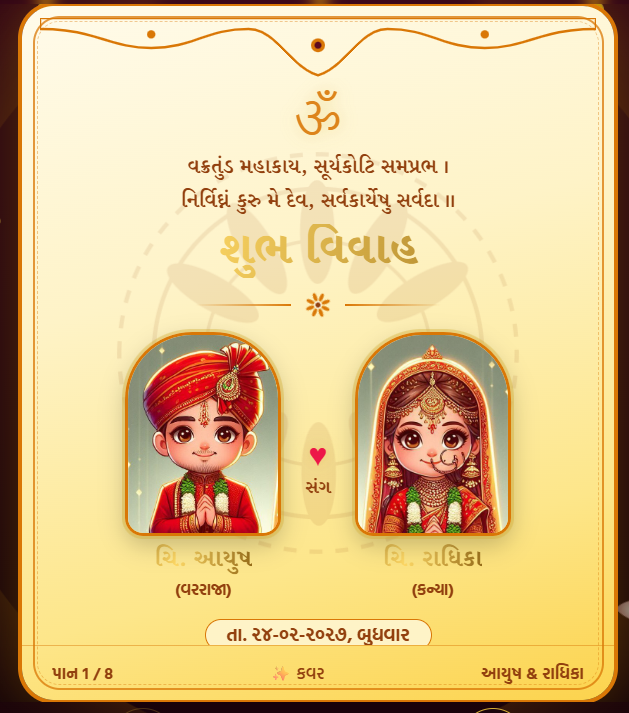 ॐ
વક્રતુંડ મહાકાય, સૂર્યકોટિ સમપ્રભ ।
નિર્વિઘ્નં કુરુ મે દેવ, સર્વકાર્યેષુ સર્વદા ॥
શુભ વિવાહ
સંગ
ચિ. આયુષ
ચિ. રાધિકા
(વરરાજા)
(કન્યા)
તા. ૨૪-૦૨-૨૦૨૭, બુધવાર
પાન 1 / 8
✨ કવર
આયુષ & રાધિકા